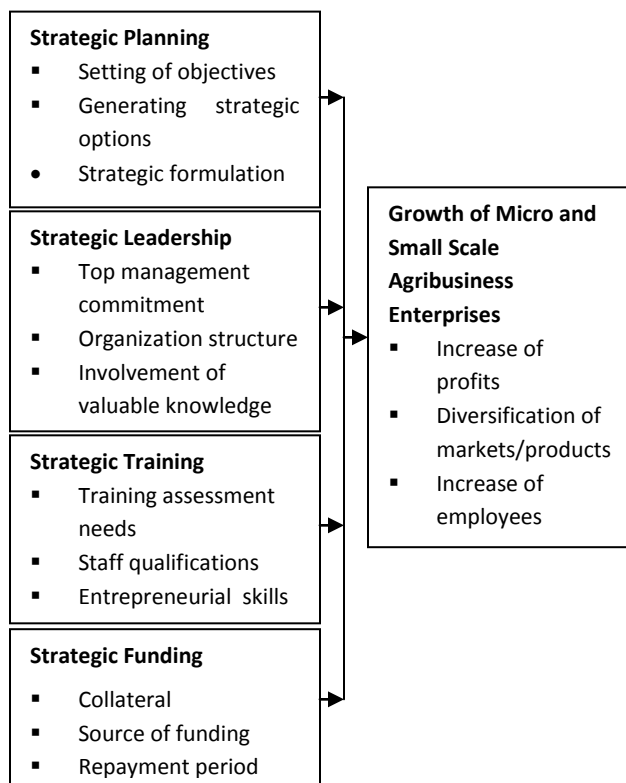 Strategic Planning
▪ Setting of objectives
▪ Generating strategic
options
● Strategic formulation
Strategic Leadership
▪ Top management
commitment
▪ Organization structure
▪ Involvement of
valuable knowledge
Strategic Training
▪ Training assessment
needs
▪ Staff qualifications
▪ Entrepreneurial skills
Strategic Funding
▪ Collateral
▪ Source of funding
▪ Repayment period
Growth of Micro and
Small Scale
Agribusiness
Enterprises
▪ Increase of
profits
▪ Diversification of
markets/products
▪ Increase of
employees